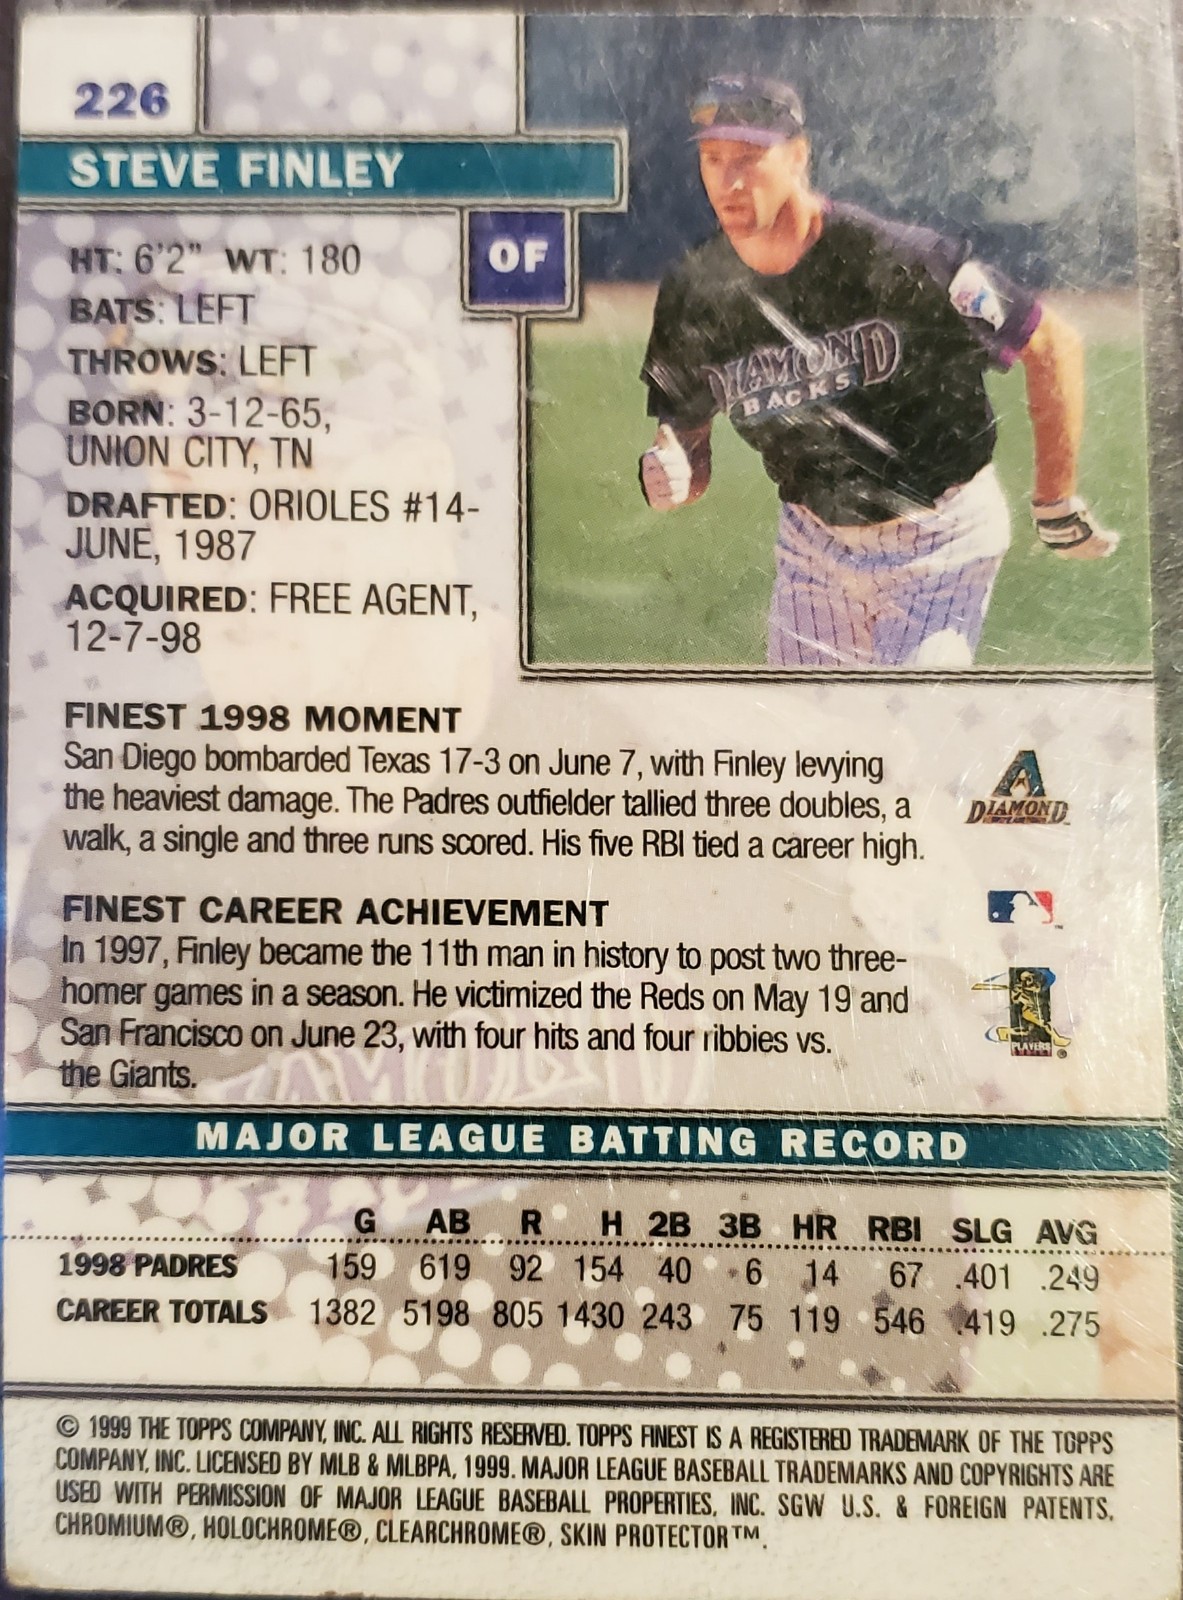 226
STEVE FINLEY
OF
HT: 6'2" WT: 180
BATS: LEFT
THROWS: LEFT
BORN: 3-12-65,
UNION CITY, TN
DRAFTED: ORIOLES #14-
JUNE, 1987
ACQUIRED: FREE AGENT,
12-7-98
DIAMOND
BACKS
FINEST 1998 MOMENT
San Diego bombarded Texas 17-3 on June 7, with Finley levying
the heaviest damage. The Padres outfielder tallied three doubles, a
walk, a single and three runs scored. His five RBI tied a career high.
A
DIAMOND
FINEST CAREER ACHIEVEMENT
In 1997, Finley became the 11th man in history to post two three-
homer games in a season. He victimized the Reds on May 19 and
San Francisco on June 23, with four hits and four ribbies vs.
the Giants.
PLAYERS
MAJOR LEAGUE BATTING RECORD
G AB R H 2B 3B HR RBI SLG AVG
1998 PADRES 159 619 92 154 40 6 14 67 .401 .249
CAREER TOTALS 1382 5198 805 1430 243 75 119 546 .419 .275
© 1999 THE TOPPS COMPANY, INC. ALL RIGHTS RESERVED. TOPPS FINEST IS A REGISTERED TRADEMARK OF THE TOPPS
COMPANY, INC. LICENSED BY MLB & MLBPA, 1999. MAJOR LEAGUE BASEBALL TRADEMARKS AND COPYRIGHTS ARE
USED WITH PERMISSION OF MAJOR LEAGUE BASEBALL PROPERTIES, INC. SGW U.S. & FOREIGN PATENTS.
CHROMIUM®, HOLOCHROME®, CLEARCHROME®, SKIN PROTECTOR™.